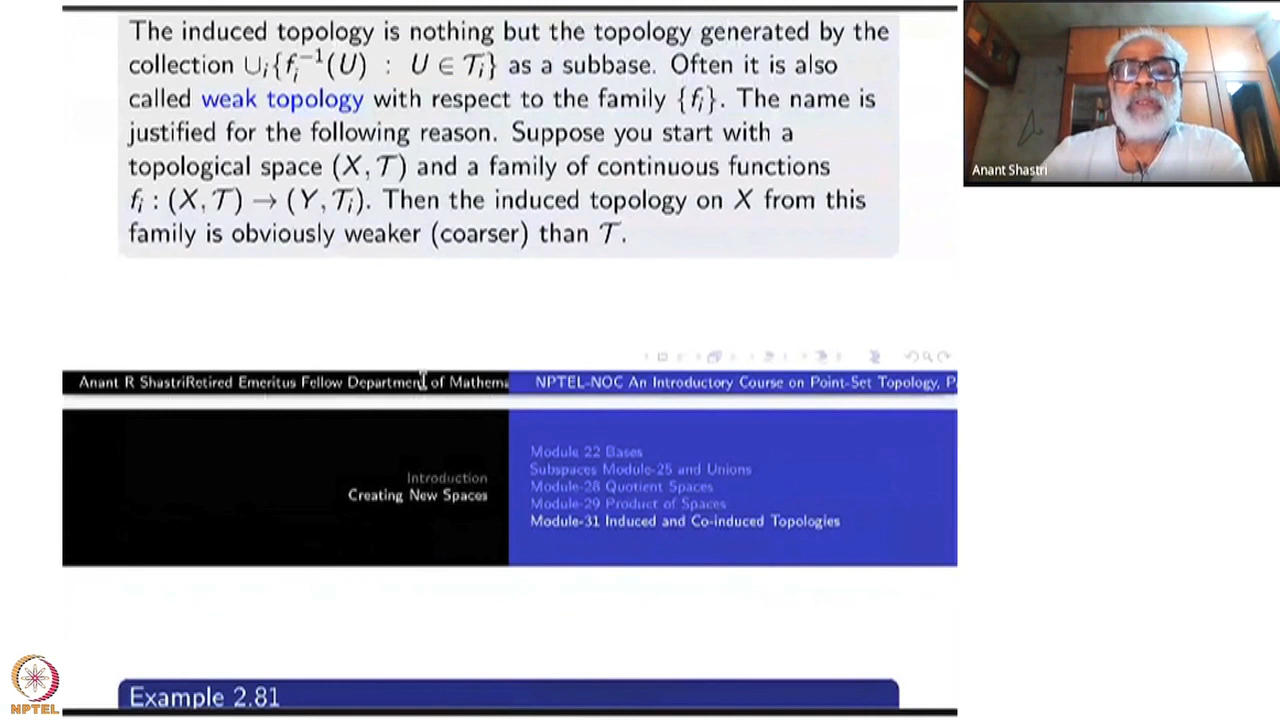 The induced topology is nothing but the topology generated by the
collection ∪ᵢ{fᵢ⁻¹(U) : U ∈ 𝒯ᵢ} as a subbase. Often it is also
called weak topology with respect to the family {fᵢ}. The name is
justified for the following reason. Suppose you start with a
topological space (X, 𝒯) and a family of continuous functions
fᵢ : (X, 𝒯) → (Y, 𝒯ᵢ). Then the induced topology on X from this
family is obviously weaker (coarser) than 𝒯.
Anant Shastri
Anant R ShastriRetired Emeritus Fellow Department of Mathema
NPTEL-NOC An Introductory Course on Point-Set Topology, P
Introduction
Creating New Spaces
Module 22 Bases
Subspaces Module-25 and Unions
Module-28 Quotient Spaces
Module-29 Product of Spaces
Module-31 Induced and Co-induced Topologies
Example 2.81
NPTEL